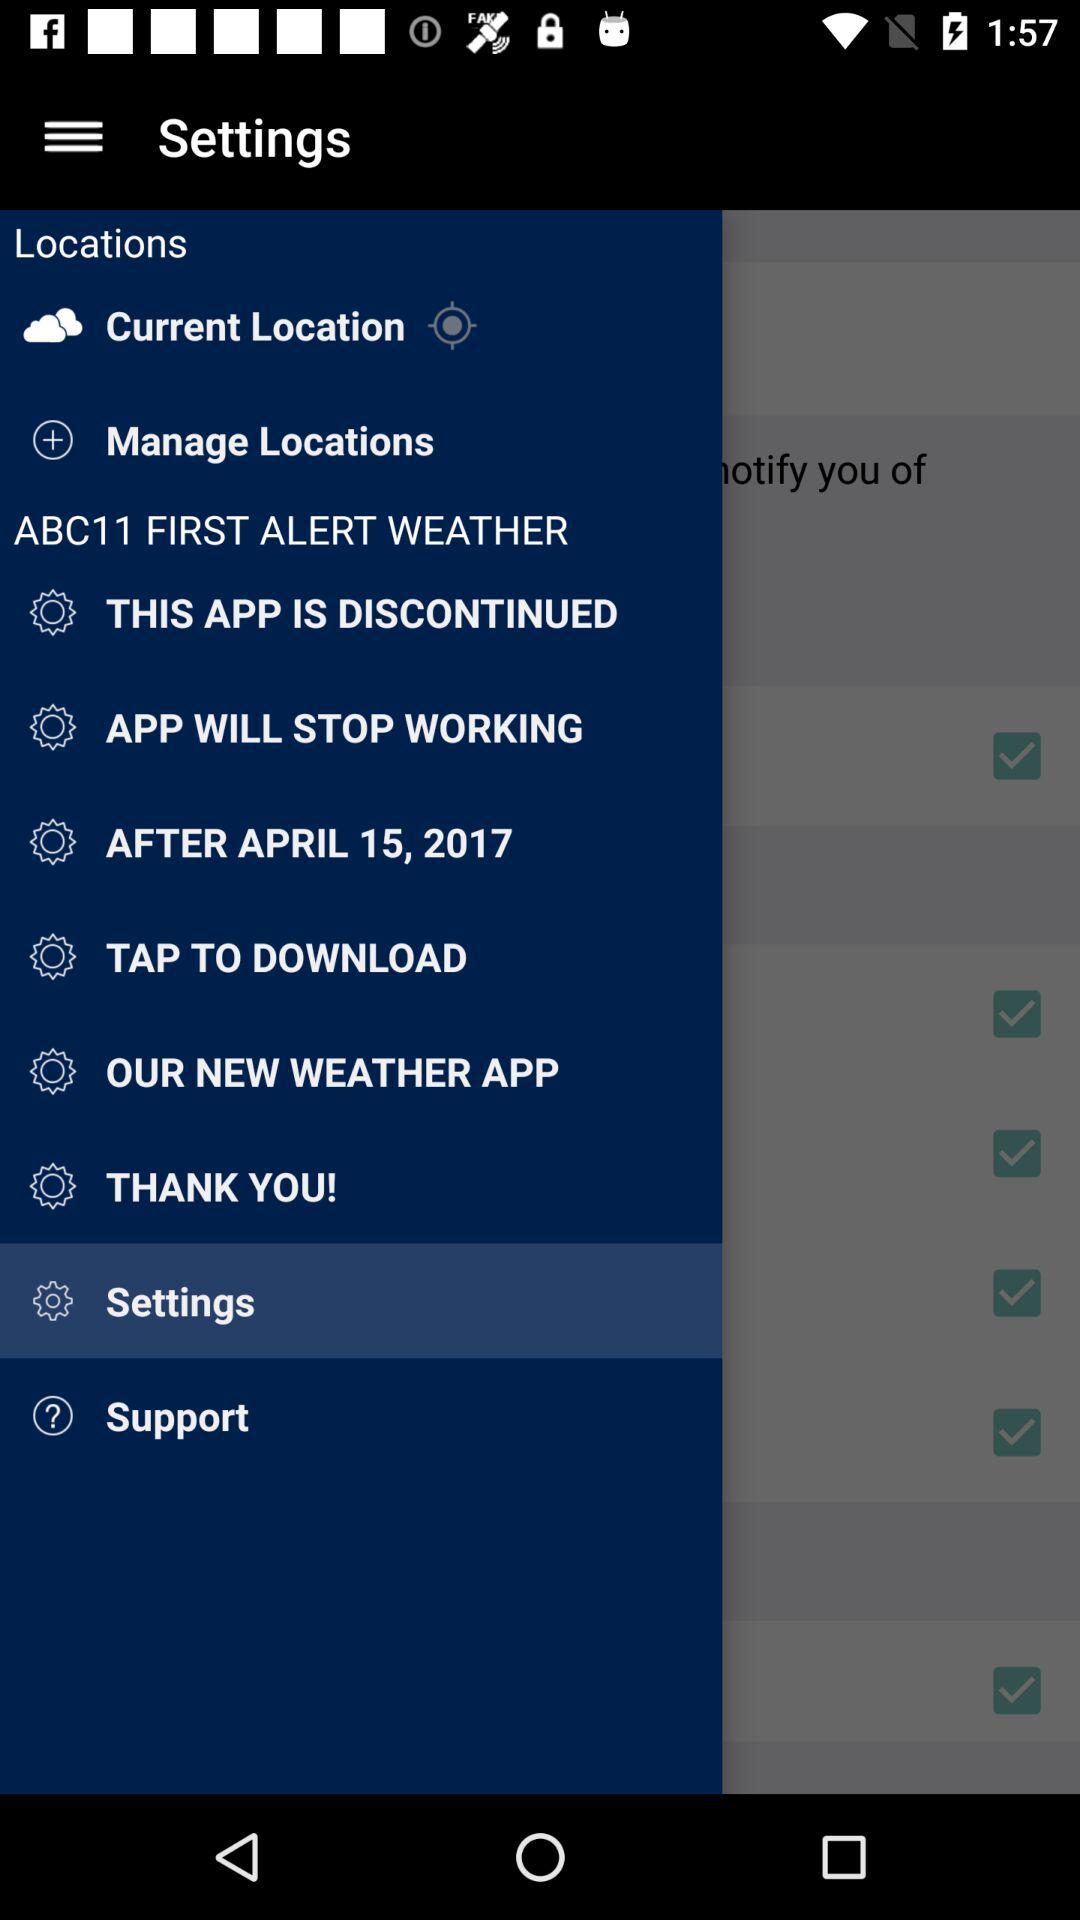 FAKE
1:57
Settings
Locations
Current Location
Manage Locations
notify you of
ABC11 FIRST ALERT WEATHER
THIS APP IS DISCONTINUED
APP WILL STOP WORKING
AFTER APRIL 15, 2017
TAP TO DOWNLOAD
OUR NEW WEATHER APP
THANK YOU!
Settings
Support